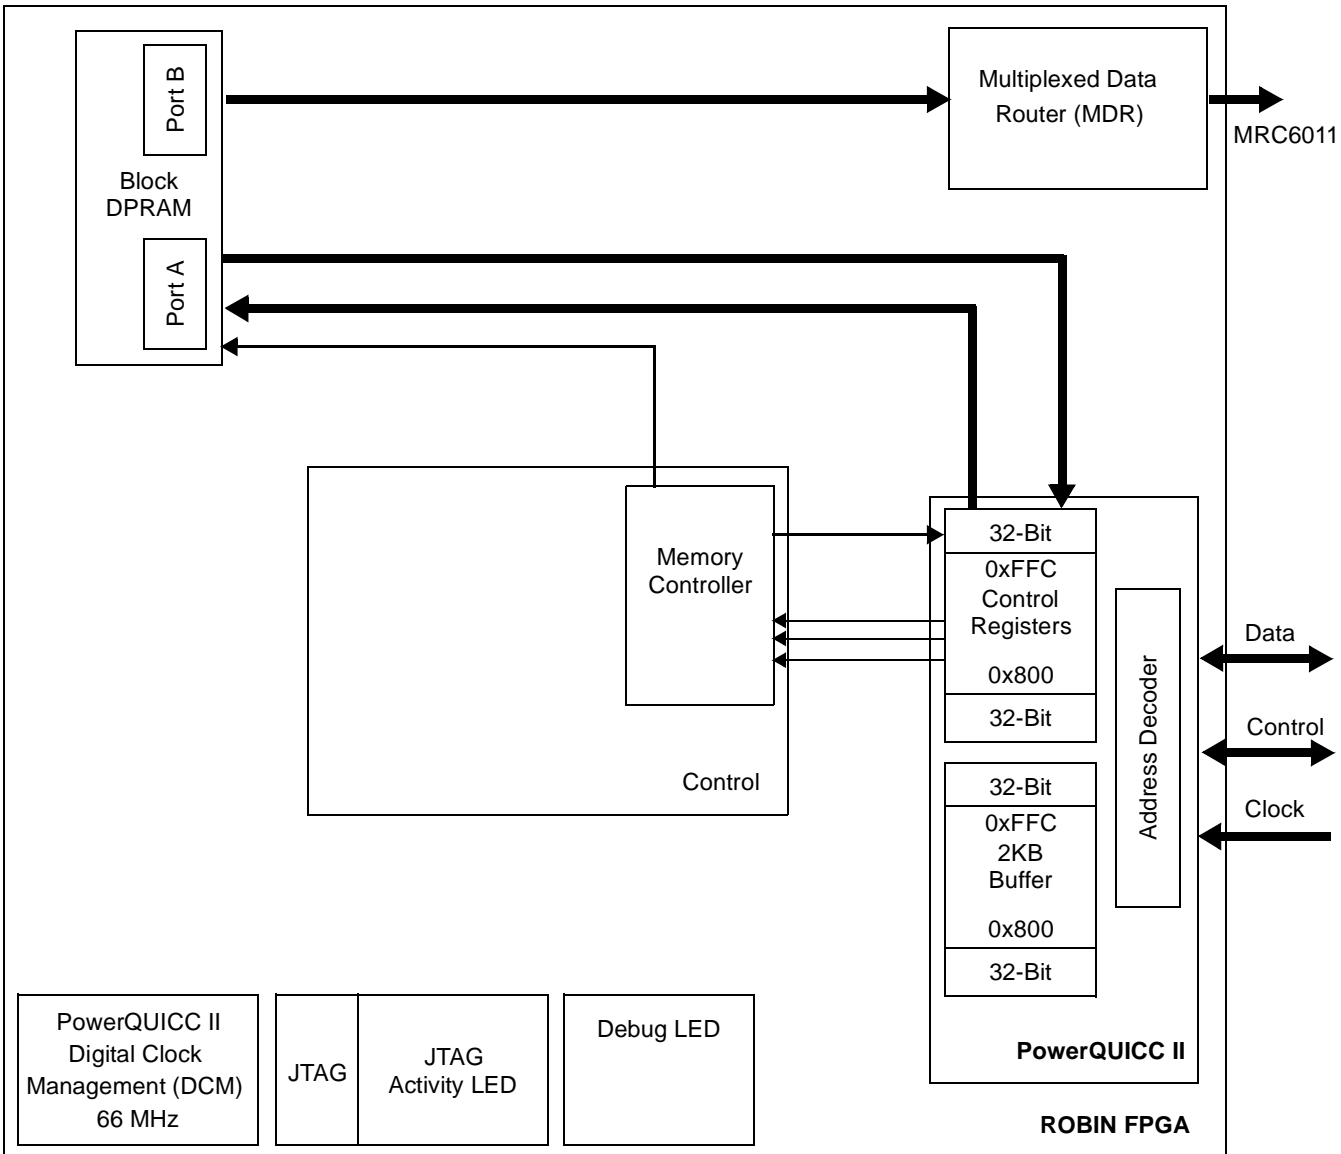 Port B
Block
DPRAM
Port A
Multiplexed Data
Router (MDR)
MRC6011
Memory
Controller
Control
32-Bit
0xFFC
Control
Registers
0x800
32-Bit
32-Bit
0xFFC
2KB
Buffer
0x800
32-Bit
Address Decoder
Data
Control
Clock
PowerQUICC II
ROBIN FPGA
PowerQUICC II
Digital Clock
Management (DCM)
66 MHz
JTAG
JTAG
Activity LED
Debug LED